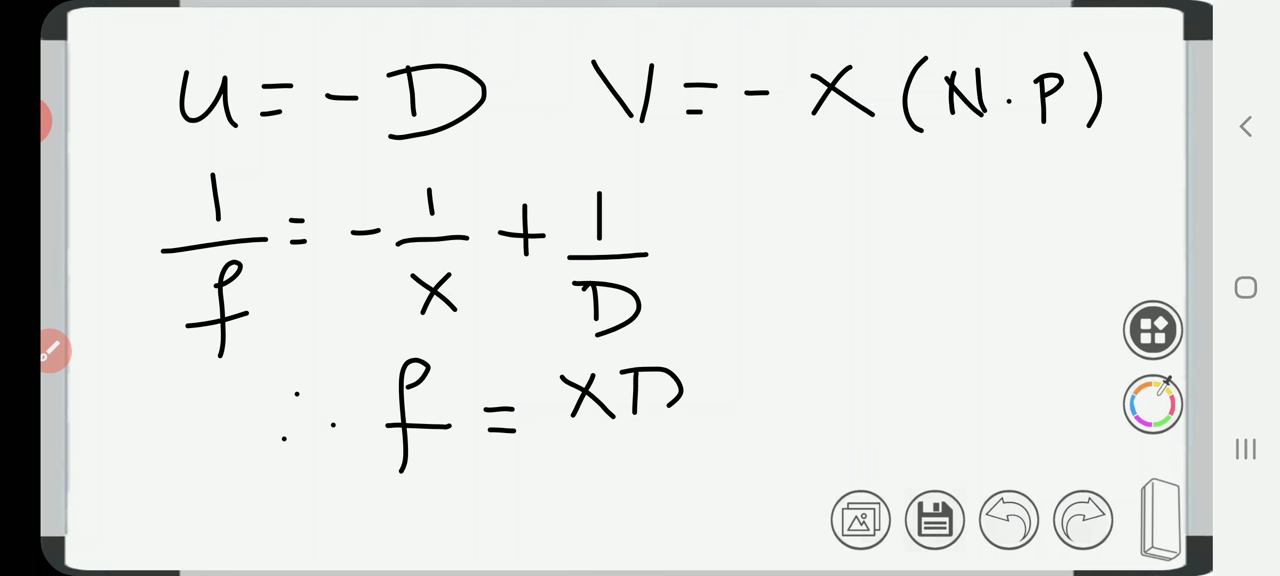 u = - D V = - x (N.P)
1/f = - 1/x + 1/D
∴ f = xD